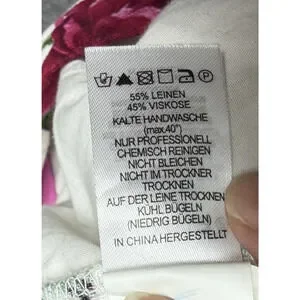 55% LEINEN
45% VISKOSE
KALTE HANDWÄSCHE
(max.40°)
NUR PROFESSIONELL
CHEMISCH REINIGEN
NICHT BLEICHEN
NICHT IM TROCKNER
TROCKNEN
AUF DER LEINE TROCKNEN
KÜHL BÜGELN
(NIEDRIG BÜGELN)
IN CHINA HERGESTELLT